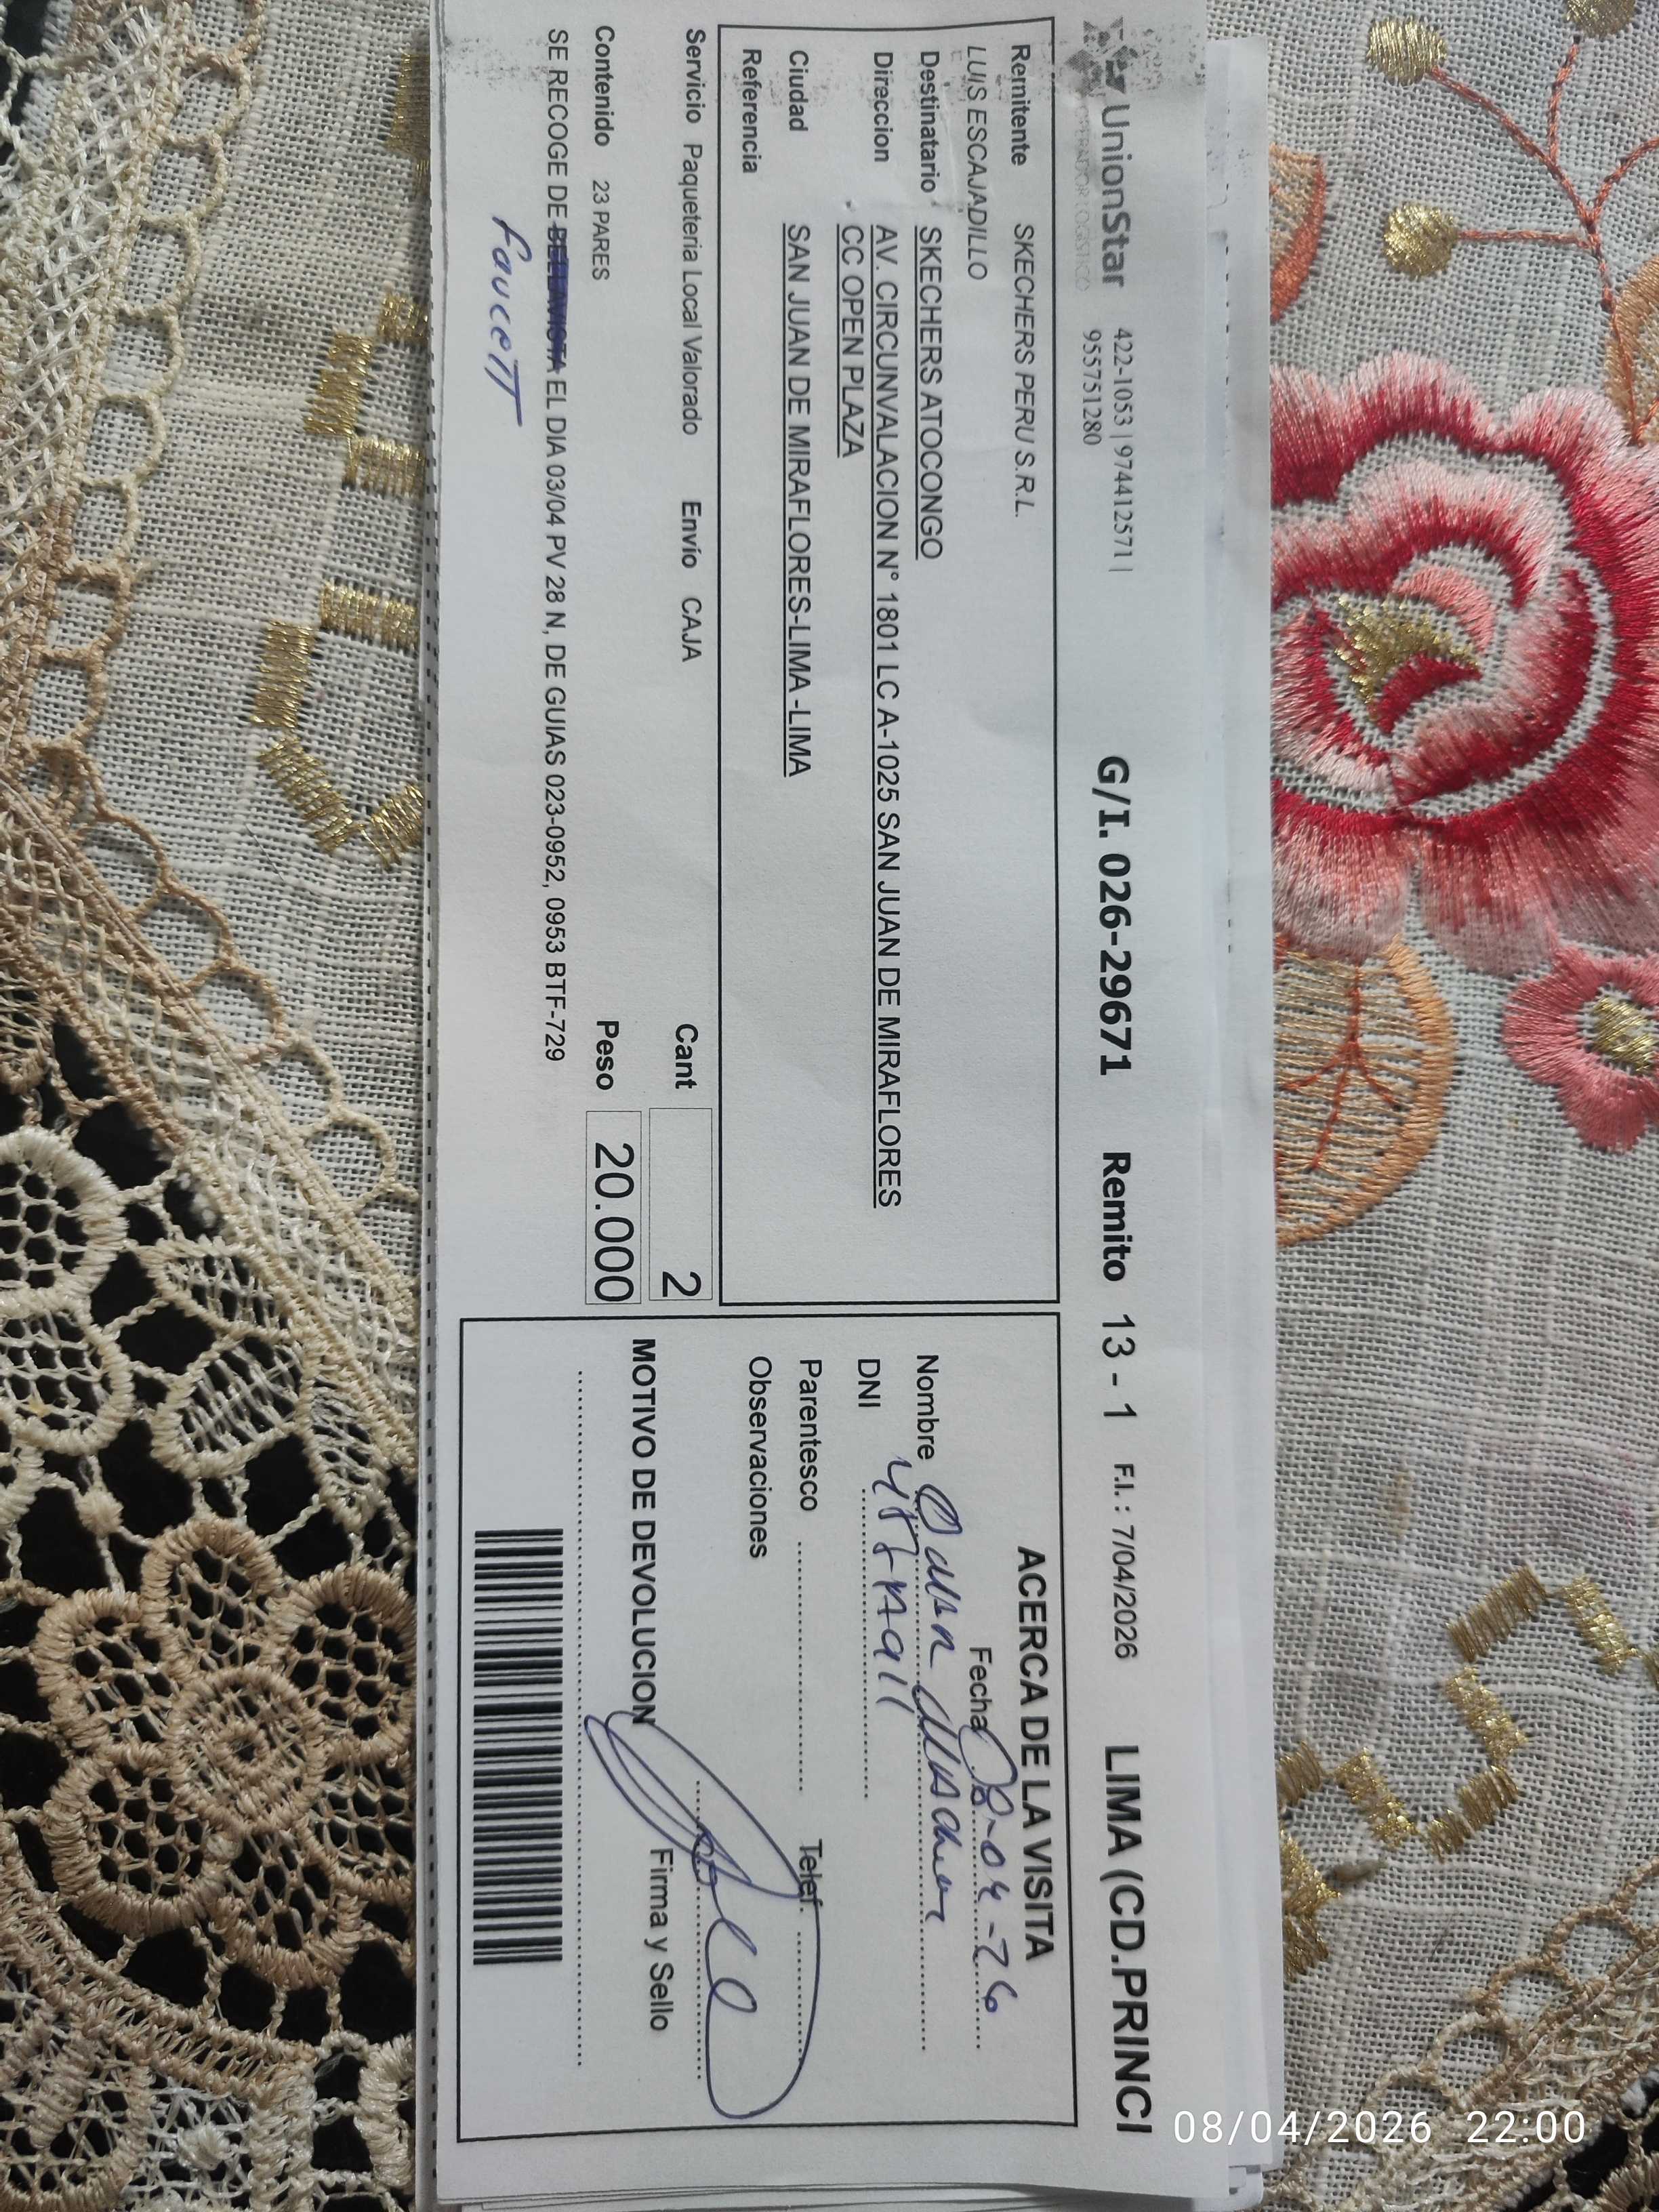 UnionStar 422-1053 | 974412571 | G/I. 026-29671 Remito 13 - 1 F.I. : 7/04/2026 LIMA (CD.PRINCI
OPERADOR LOGISTICO 955751280
Remitente SKECHERS PERU S.R.L.
LUIS ESCAJADILLO
Destinatario SKECHERS ATOCONGO
Direccion AV. CIRCUNVALACION N° 1801 LC A-1025 SAN JUAN DE MIRAFLORES
CC OPEN PLAZA
Ciudad SAN JUAN DE MIRAFLORES-LIMA -LIMA
Referencia
Servicio Paqueteria Local Valorado Envío CAJA Cant 2
Contenido 23 PARES Peso 20.000
SE RECOGE DE BELLAVISTA EL DIA 03/04 PV 28 N, DE GUIAS 023-0952, 0953 BTF-729
Faucett
ACERCA DE LA VISITA
Fecha 08-04-26
Nombre
DNI
Parentesco Telef.
Observaciones
Firma y Sello
MOTIVO DE DEVOLUCION
08/04/2026 22:00